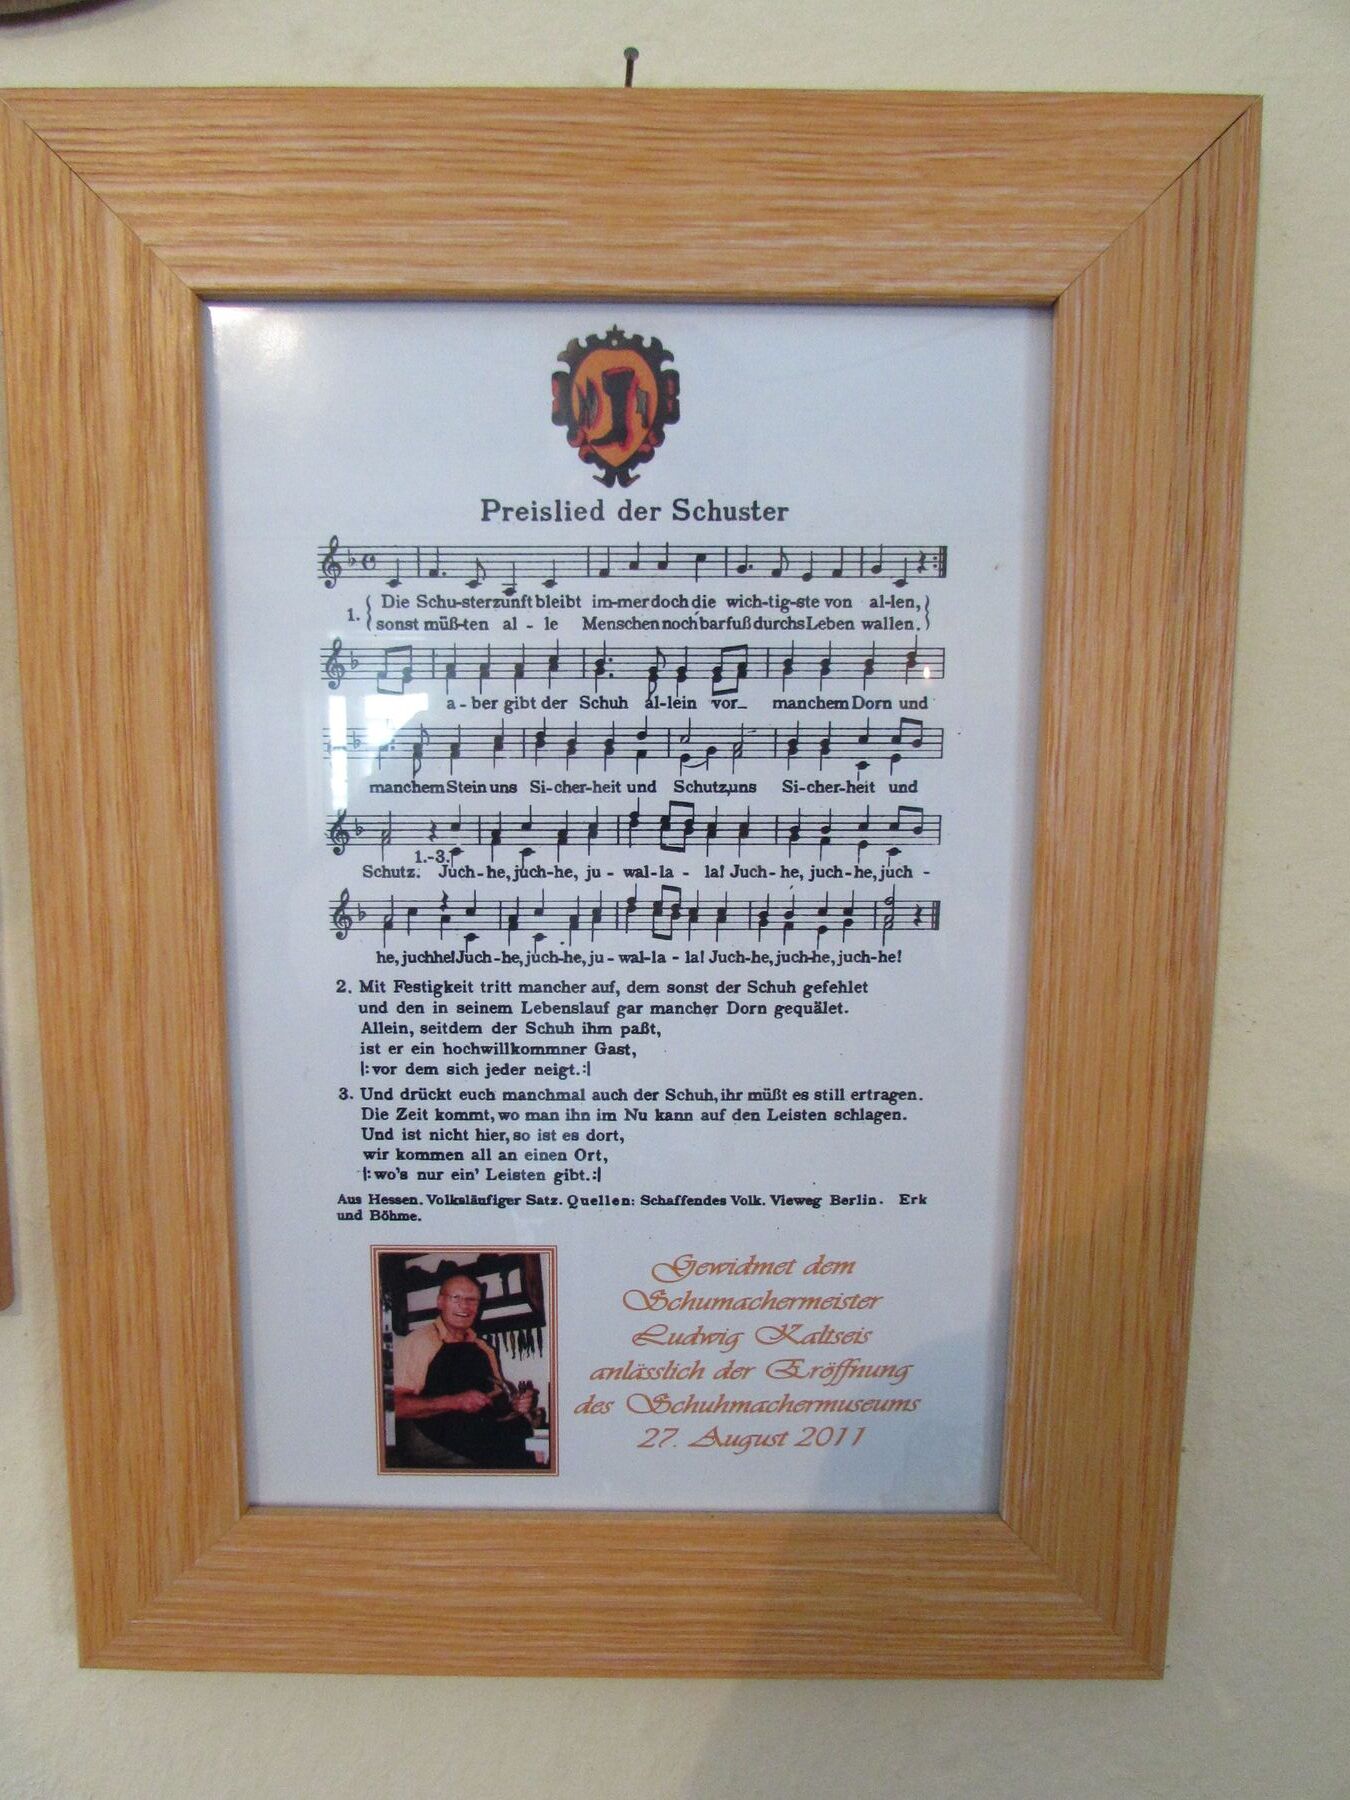 Preislied der Schuster
1. Die Schu-sterzunft bleibt im-mer doch die wich-tig-ste von al-len,
sonst müß-ten al - le Menschen noch barfuß durchs Leben wallen.
a - ber gibt der Schuh al-lein vor_ manchem Dorn und
manchem Stein uns Si-cher-heit und Schutz, uns Si-cher-heit und
1.-3.
Schutz. Juch-he, juch-he, ju - wal-la - la! Juch-he, juch-he, juch -
he, juchhe! Juch-he, juch-he, ju - wal-la - la! Juch-he, juch-he, juch-he!
2. Mit Festigkeit tritt mancher auf, dem sonst der Schuh gefehlet
und den in seinem Lebenslauf gar mancher Dorn gequälet.
Allein, seitdem der Schuh ihm paßt,
ist er ein hochwillkommner Gast,
|: vor dem sich jeder neigt. :|
3. Und drückt euch manchmal auch der Schuh, ihr müßt es still ertragen.
Die Zeit kommt, wo man ihn im Nu kann auf den Leisten schlagen.
Und ist nicht hier, so ist es dort,
wir kommen all an einen Ort,
|: wo's nur ein' Leisten gibt. :|
Aus Hessen. Volksläufiger Satz. Quellen: Schaffendes Volk. Vieweg Berlin. Erk
und Böhme.
Gewidmet dem
Schumachermeister
Ludwig Kaltseis
anlässlich der Eröffnung
des Schuhmachermuseums
27. August 2011